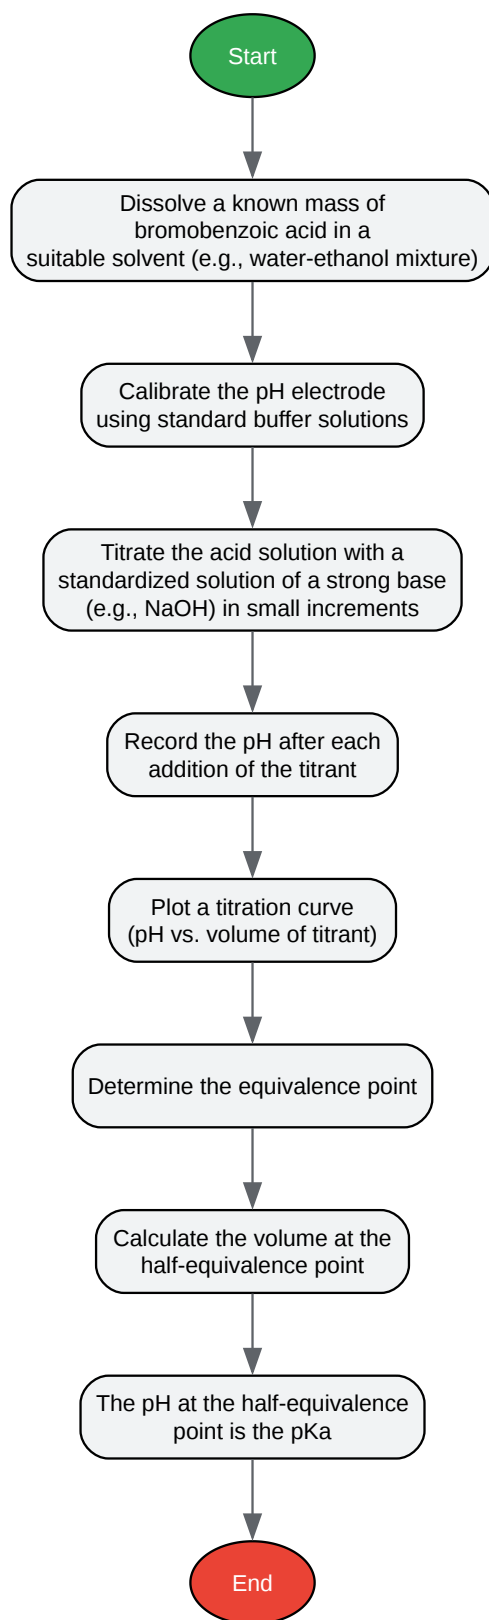 Start
Dissolve a known mass of
bromobenzoic acid in a
suitable solvent (e.g., water-ethanol mixture)
Calibrate the pH electrode
using standard buffer solutions
Titrate the acid solution with a
standardized solution of a strong base
(e.g., NaOH) in small increments
Record the pH after each
addition of the titrant
Plot a titration curve
(pH vs. volume of titrant)
Determine the equivalence point
Calculate the volume at the
half-equivalence point
The pH at the half-equivalence
point is the pKa
End